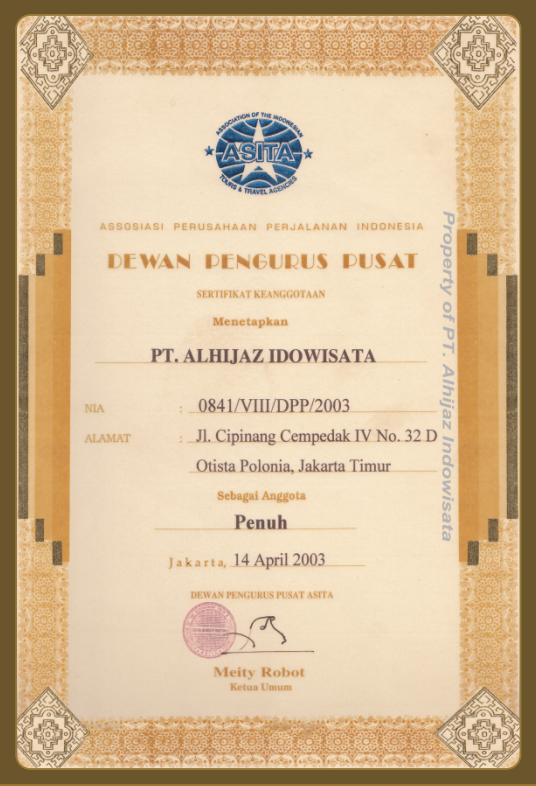 ASSOCIATION OF THE INDONESIAN
ASITA
TOURS & TRAVEL AGENCIES
ASSOSIASI PERUSAHAAN PERJALANAN INDONESIA
DEWAN PENGURUS PUSAT
SERTIFIKAT KEANGGOTAAN
Menetapkan
PT. ALHIJAZ IDOWISATA
NIA : 0841/VIII/DPP/2003
ALAMAT : Jl. Cipinang Cempedak IV No. 32 D
Otista Polonia, Jakarta Timur
Sebagai Anggota
Penuh
Jakarta, 14 April 2003
DEWAN PENGURUS PUSAT ASITA
Meity Robot
Ketua Umum
Property of PT. Alhijaz Indowisata